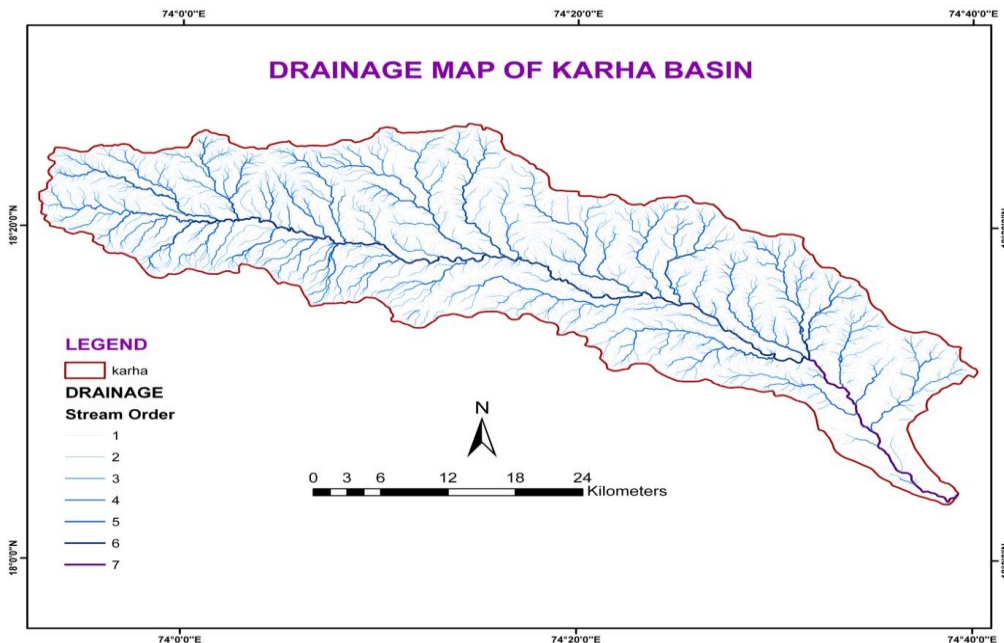 74°0'0"E 74°20'0"E 74°40'0"E
DRAINAGE MAP OF KARHA BASIN
18°20'0"N
LEGEND
karha
DRAINAGE
Stream Order
1
2
3
4
5
6
7
N
0 3 6 12 18 24
Kilometers
18°0'0"N
74°0'0"E 74°20'0"E 74°40'0"E